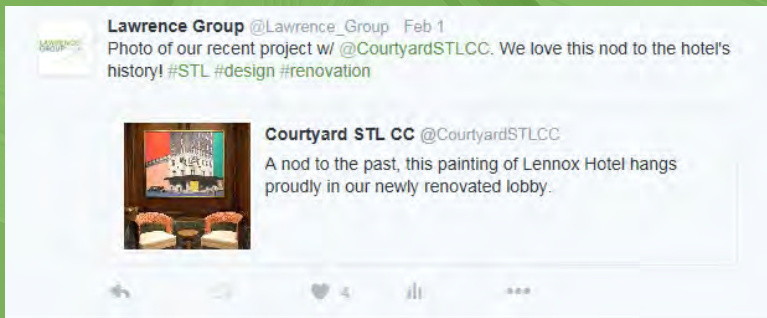 Lawrence Group @Lawrence_Group Feb 1
LAWRENCE
GROUP
Photo of our recent project w/ @CourtyardSTLCC. We love this nod to the hotel's
history! #STL #design #renovation
Courtyard STL CC @CourtyardSTLCC
A nod to the past, this painting of Lennox Hotel hangs
proudly in our newly renovated lobby.
4